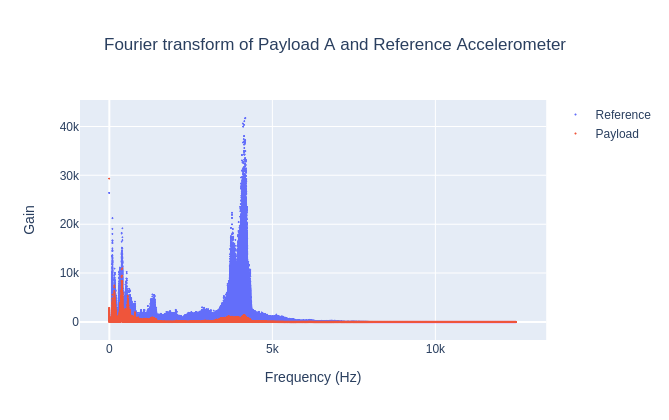 Fourier transform of Payload A and Reference Accelerometer
Reference
Payload
40k
30k
20k
10k
0
Gain
0
5k
10k
Frequency (Hz)